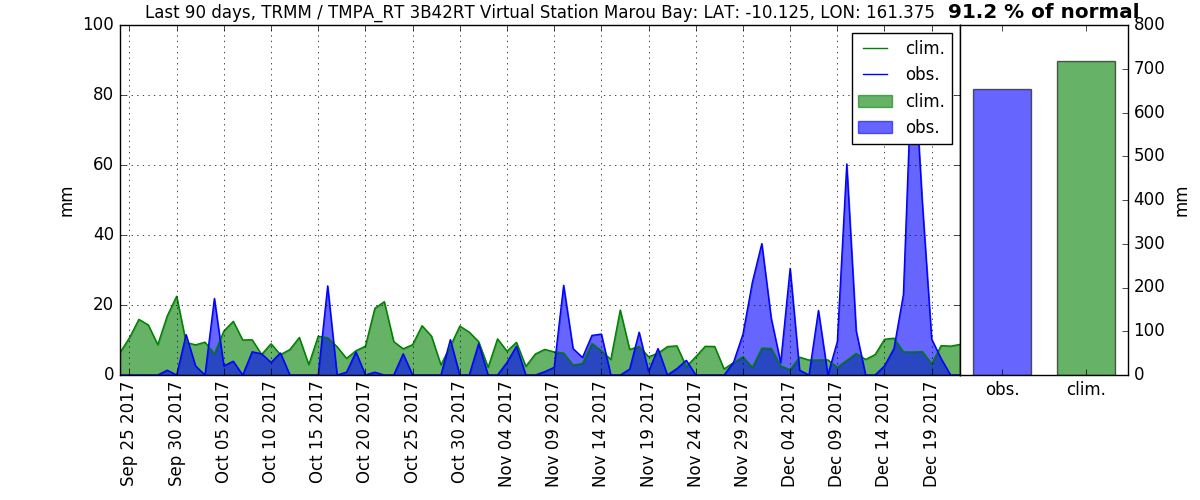 Last 90 days, TRMM / TMPA_RT 3B42RT Virtual Station Marou Bay: LAT: -10.125, LON: 161.375 91.2 % of normal
100
80
60
40
20
0
mm
clim.
obs.
clim.
obs.
800
700
600
500
400
300
200
100
0
mm
Sep 25 2017
Sep 30 2017
Oct 05 2017
Oct 10 2017
Oct 15 2017
Oct 20 2017
Oct 25 2017
Oct 30 2017
Nov 04 2017
Nov 09 2017
Nov 14 2017
Nov 19 2017
Nov 24 2017
Nov 29 2017
Dec 04 2017
Dec 09 2017
Dec 14 2017
Dec 19 2017
obs.
clim.